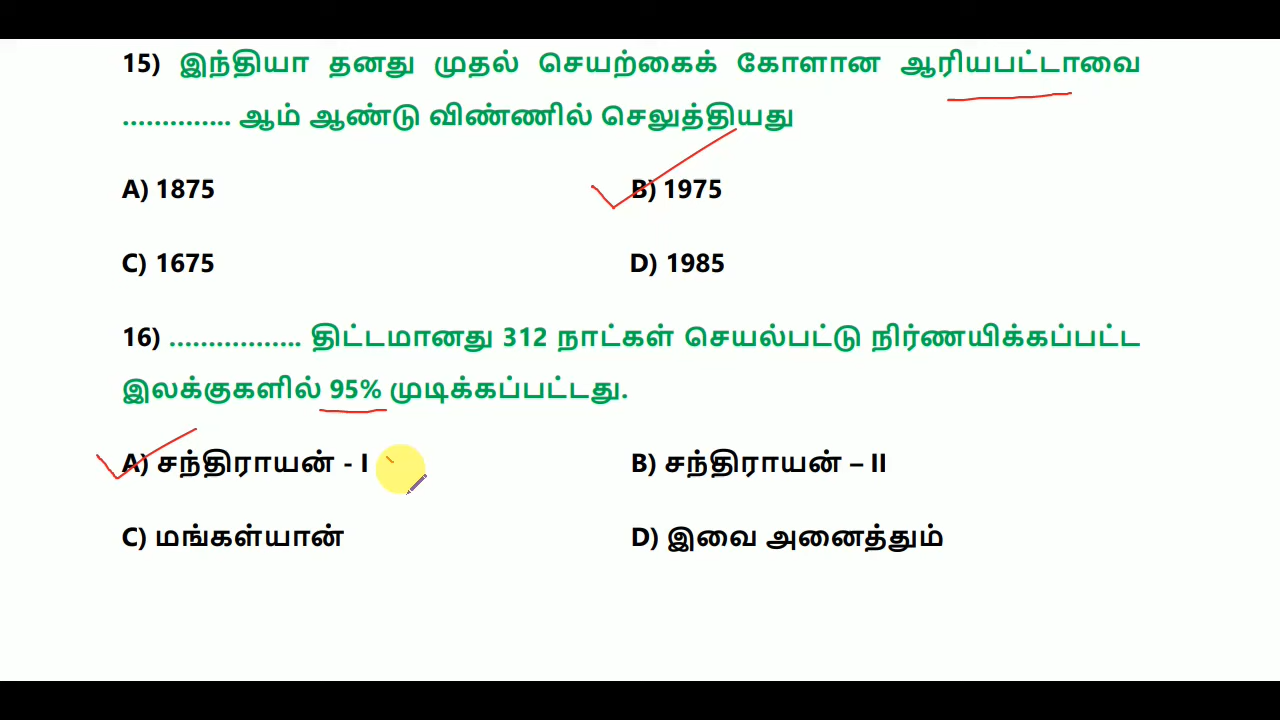 15) இந்தியா தனது முதல் செயற்கைக் கோளான ஆரியபட்டாவை
.............. ஆம் ஆண்டு விண்ணில் செலுத்தியது
A) 1875 B) 1975
C) 1675 D) 1985
16) ................. திட்டமானது 312 நாட்கள் செயல்பட்டு நிர்ணயிக்கப்பட்ட
இலக்குகளில் 95% முடிக்கப்பட்டது.
A) சந்திராயன் - I B) சந்திராயன் – II
C) மங்கள்யான் D) இவை அனைத்தும்